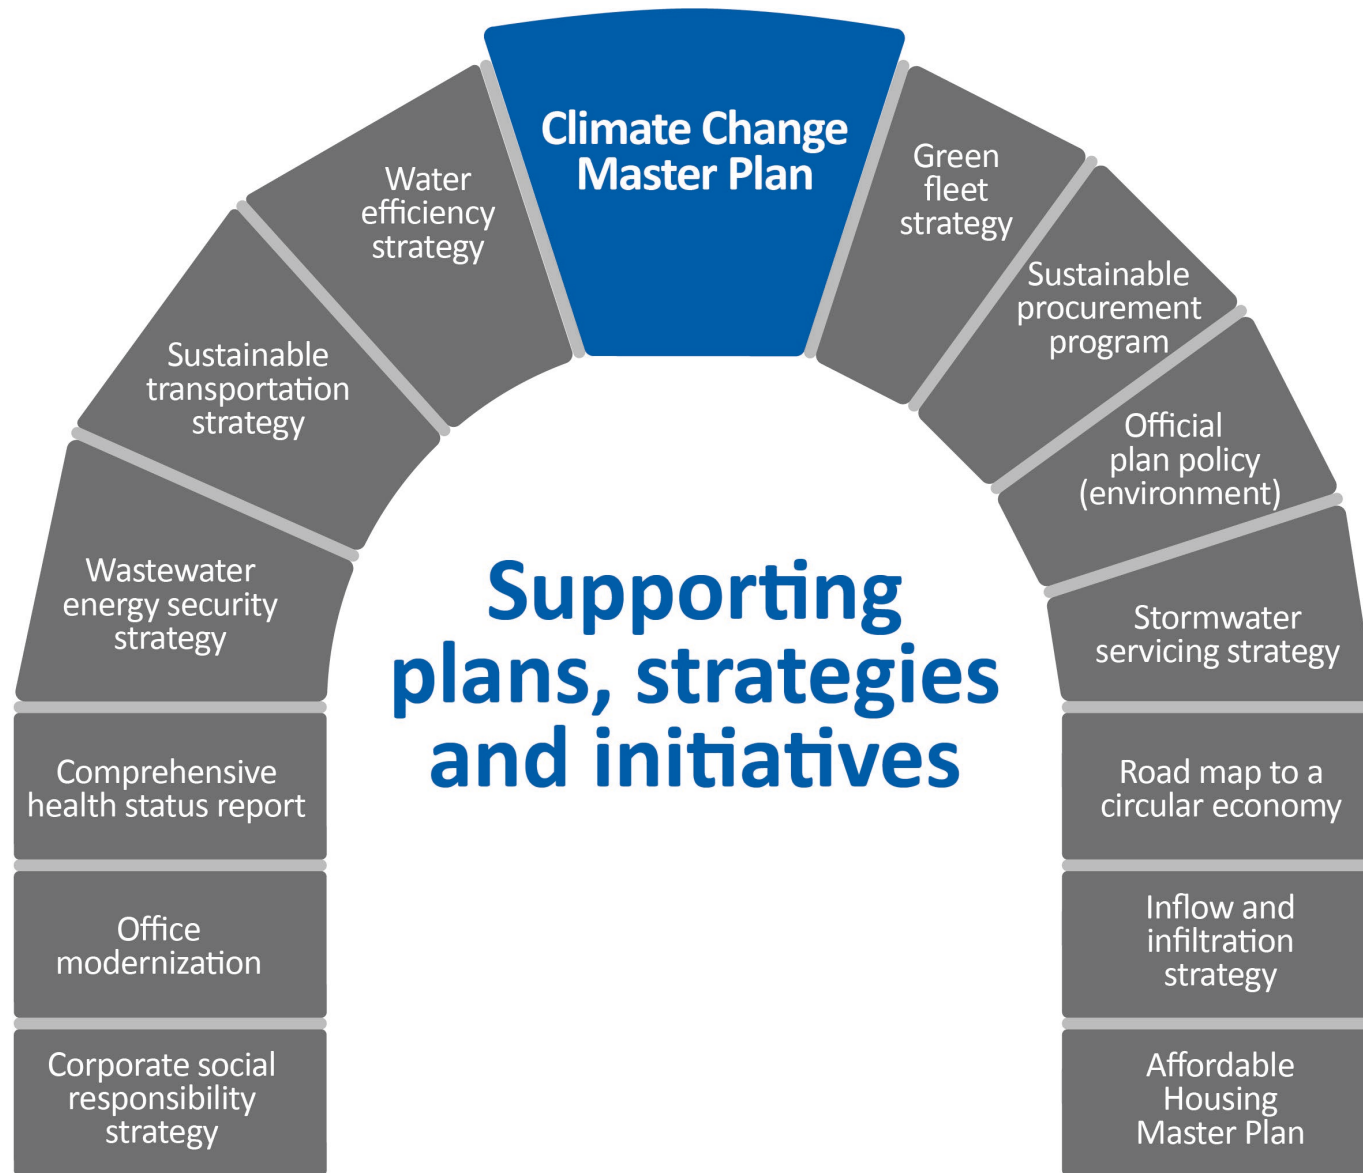 Climate Change
Master Plan
Water
efficiency
strategy
Sustainable
transportation
strategy
Wastewater
energy security
strategy
Comprehensive
health status report
Office
modernization
Corporate social
responsibility
strategy
Green
fleet
strategy
Sustainable
procurement
program
Official
plan policy
(environment)
Stormwater
servicing strategy
Road map to a
circular economy
Inflow and
infiltration
strategy
Affordable
Housing
Master Plan
Supporting
plans, strategies
and initiatives